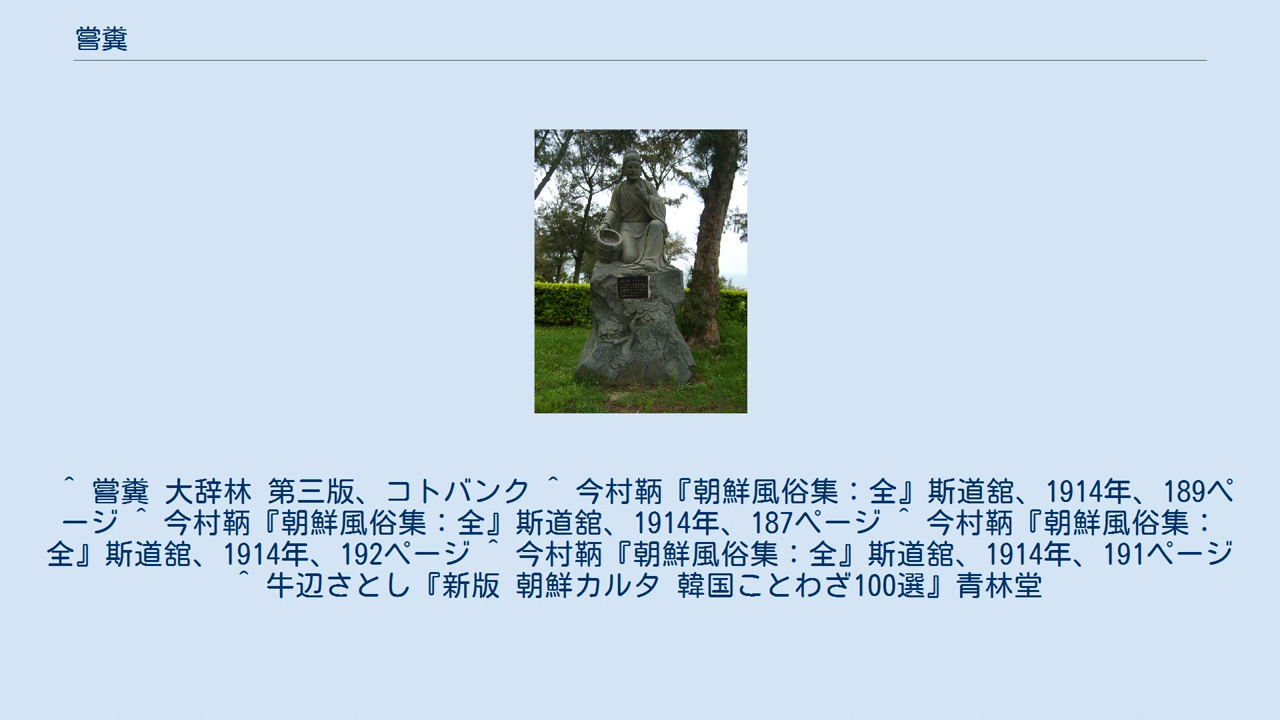 嘗糞
^ 嘗糞 大辞林 第三版、コトバンク ^ 今村鞆『朝鮮風俗集：全』斯道舘、1914年、189ペ
ージ ^ 今村鞆『朝鮮風俗集：全』斯道舘、1914年、187ページ ^ 今村鞆『朝鮮風俗集：
全』斯道舘、1914年、192ページ ^ 今村鞆『朝鮮風俗集：全』斯道舘、1914年、191ページ
^ 牛辺さとし『新版 朝鮮カルタ 韓国ことわざ100選』青林堂